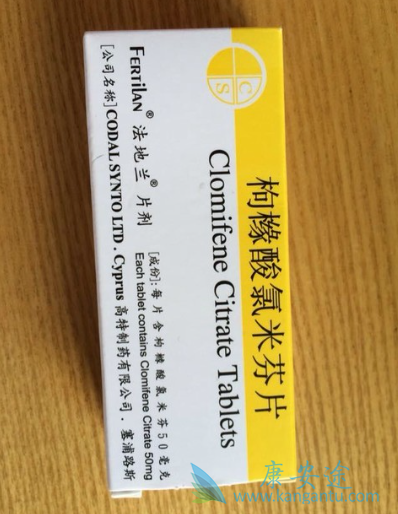 C
S
枸橼酸氯米芬片
Clomifene Citrate Tablets
FERTILAN® 法地兰® 片剂
[成份]:每片含枸橼酸氯米芬50毫克
Each tablet contains Clomifene Citrate 50mg
[公司名称] CODAL SYNTO LTD. Cyprus 高特制药有限公司.塞浦路斯
康安途
www.kangantu.com